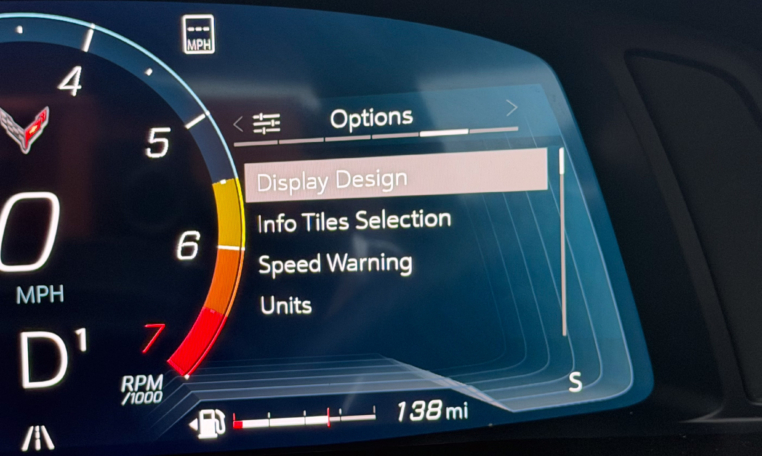 ---
MPH
4
Options
5
Display Design
Info Tiles Selection
6
Speed Warning
0
MPH
Units
D1
7
RPM
/1000
S
138 mi